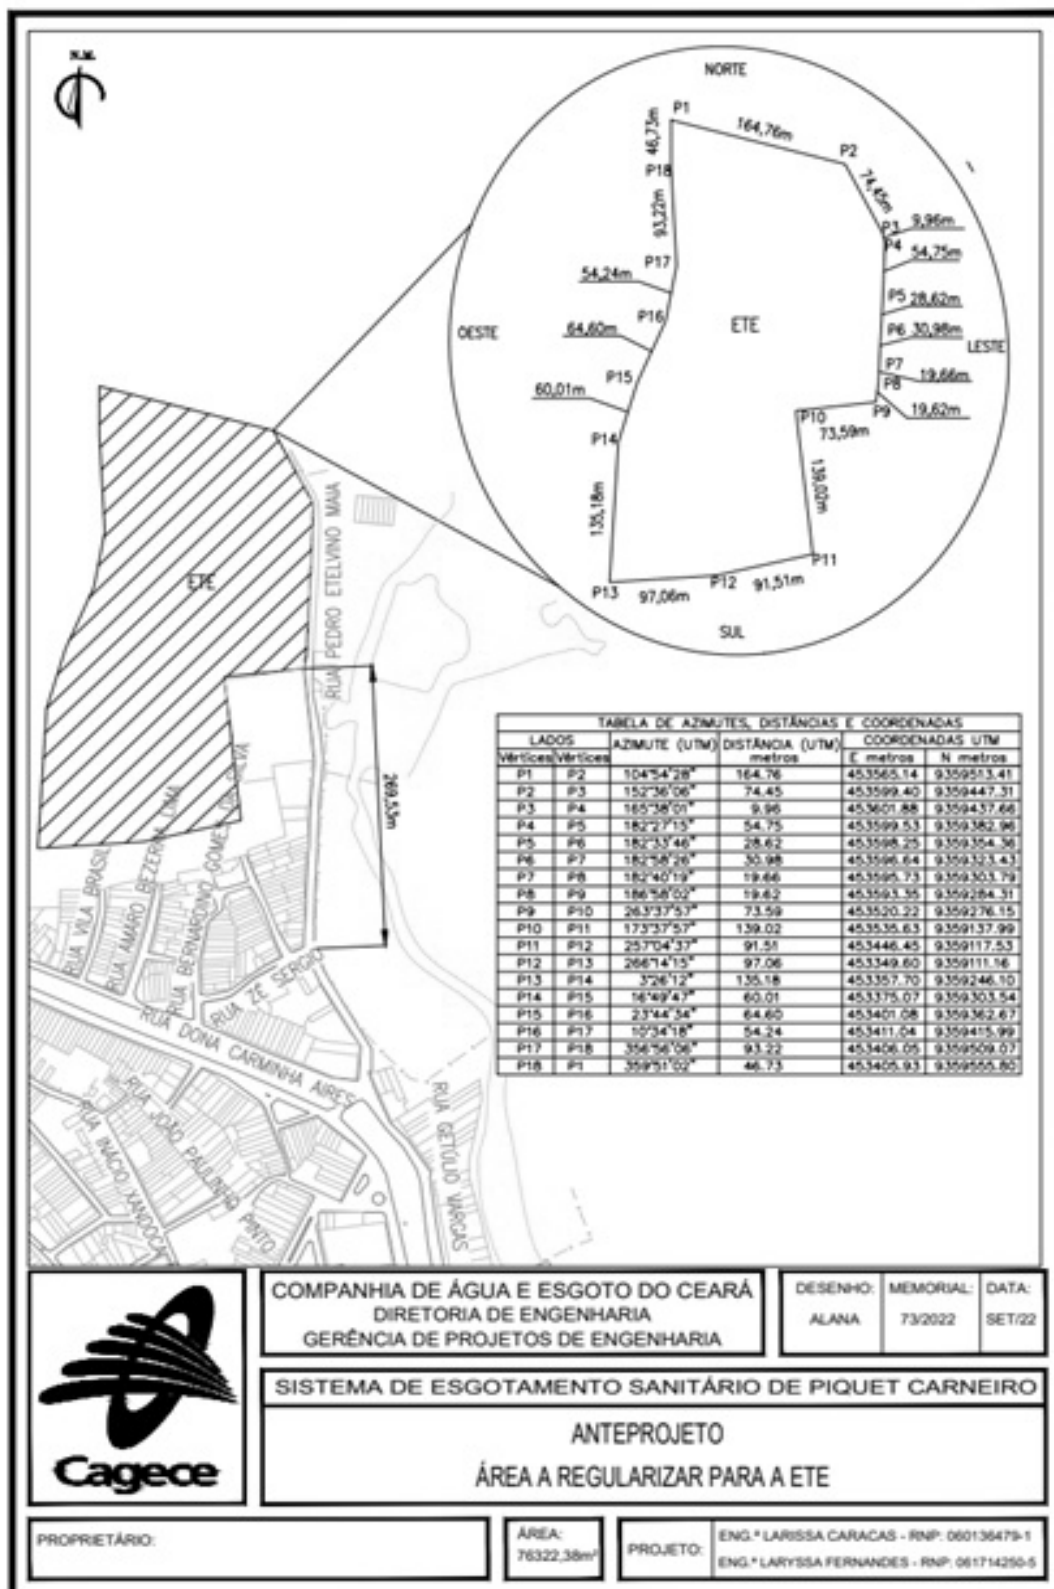 N.M.
NORTE
P1
164,76m
P2
46,73m
P18
74,45m
93,22m
P3
9,96m
P4
54,75m
P17
54,24m
P5
28,62m
P16
OESTE
64,60m
ETE
P6
30,98m
LESTE
P7
19,66m
P15
P8
60,01m
P9
19,62m
P10
73,59m
P14
135,18m
139,02m
P11
P13
97,06m
P12
91,51m
SUL
ETE
RUA PEDRO ETELVINO MAIA
269,53m
RUA VILA BRASIL
RUA AMARO BEZERRA LIMA
RUA BERNARDINO GOMES DA SILVA
RUA ZÉ SERGIO
RUA DONA CARMINHA AIRES
RUA JOÃO PAULINHO PINTO
RUA INÁCIO XANDOCA
RUA GETÚLIO VARGAS
TABELA DE AZIMUTES, DISTÂNCIAS E COORDENADAS
LADOS AZIMUTE (UTM) DISTÂNCIA (UTM) COORDENADAS UTM
Vértices Vértices metros E metros N metros
P1 P2 104°54'28" 164.76 453565.14 9359513.41
P2 P3 152°36'06" 74.45 453599.40 9359447.31
P3 P4 165°38'01" 9.96 453601.88 9359437.66
P4 P5 182°27'15" 54.75 453599.53 9359382.96
P5 P6 182°33'46" 28.62 453598.25 9359354.36
P6 P7 182°58'26" 30.98 453596.64 9359323.43
P7 P8 182°40'19" 19.66 453595.73 9359303.79
P8 P9 186°58'02" 19.62 453593.35 9359284.31
P9 P10 263°37'57" 73.59 453520.22 9359276.15
P10 P11 173°37'57" 139.02 453535.63 9359137.99
P11 P12 257°04'37" 91.51 453446.45 9359117.53
P12 P13 266°14'15" 97.06 453349.60 9359111.16
P13 P14 3°26'12" 135.18 453357.70 9359246.10
P14 P15 16°49'47" 60.01 453375.07 9359303.54
P15 P16 23°44'34" 64.60 453401.08 9359362.67
P16 P17 10°34'18" 54.24 453411.04 9359415.99
P17 P18 356°56'06" 93.22 453406.05 9359509.07
P18 P1 359°51'02" 46.73 453405.93 9359555.80
Cagece
COMPANHIA DE ÁGUA E ESGOTO DO CEARÁ
DIRETORIA DE ENGENHARIA
GERÊNCIA DE PROJETOS DE ENGENHARIA
DESENHO: MEMORIAL: DATA:
ALANA 73/2022 SET/22
SISTEMA DE ESGOTAMENTO SANITÁRIO DE PIQUET CARNEIRO
ANTEPROJETO
ÁREA A REGULARIZAR PARA A ETE
PROPRIETÁRIO:
ÁREA:
76322,38m²
PROJETO:
ENG.ª LARISSA CARACAS - RNP: 060136479-1
ENG.ª LARYSSA FERNANDES - RNP: 061714250-5